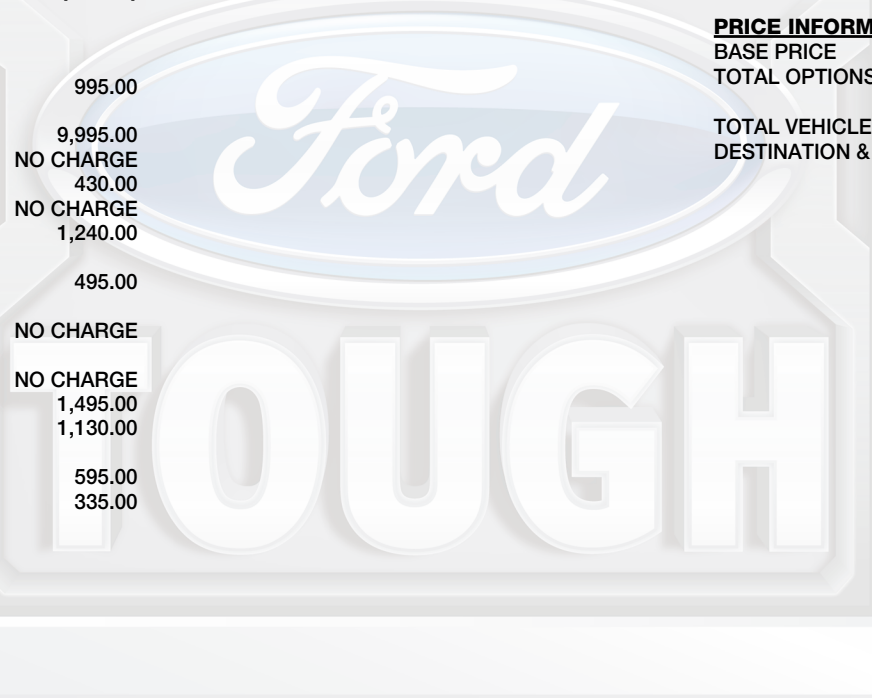 995.00
9,995.00
NO CHARGE
430.00
NO CHARGE
1,240.00
495.00
NO CHARGE
NO CHARGE
1,495.00
1,130.00
595.00
335.00
PRICE INFORM
BASE PRICE
TOTAL OPTIONS
TOTAL VEHICLE
DESTINATION &
Ford
TOUGH